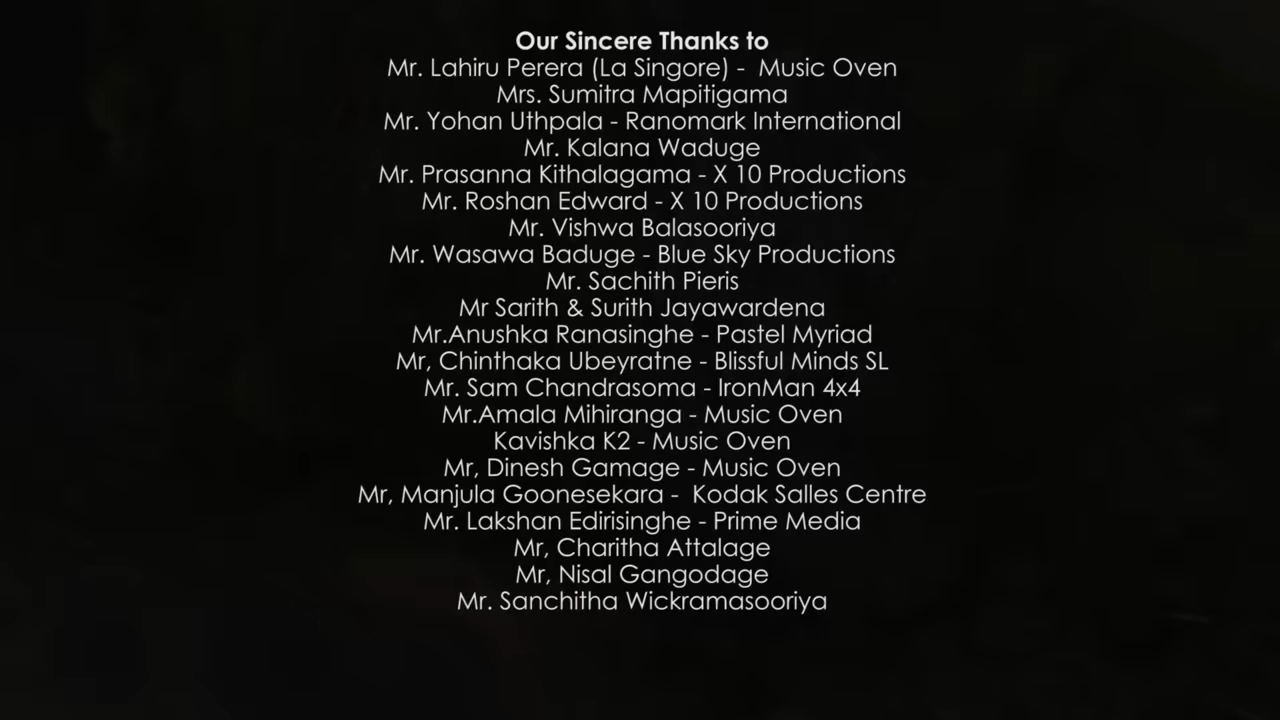 Our Sincere Thanks to
Mr. Lahiru Perera (La Singore) -  Music Oven
Mrs. Sumitra Mapitigama
Mr. Yohan Uthpala - Ranomark International
Mr. Kalana Waduge
Mr. Prasanna Kithalagama - X 10 Productions
Mr. Roshan Edward - X 10 Productions
Mr. Vishwa Balasooriya
Mr. Wasawa Baduge - Blue Sky Productions
Mr. Sachith Pieris
Mr Sarith & Surith Jayawardena
Mr.Anushka Ranasinghe - Pastel Myriad
Mr, Chinthaka Ubeyratne - Blissful Minds SL
Mr. Sam Chandrasoma - IronMan 4x4
Mr.Amala Mihiranga - Music Oven
Kavishka K2 - Music Oven
Mr, Dinesh Gamage - Music Oven
Mr, Manjula Goonesekara -  Kodak Salles Centre
Mr. Lakshan Edirisinghe - Prime Media
Mr, Charitha Attalage
Mr, Nisal Gangodage
Mr. Sanchitha Wickramasooriya